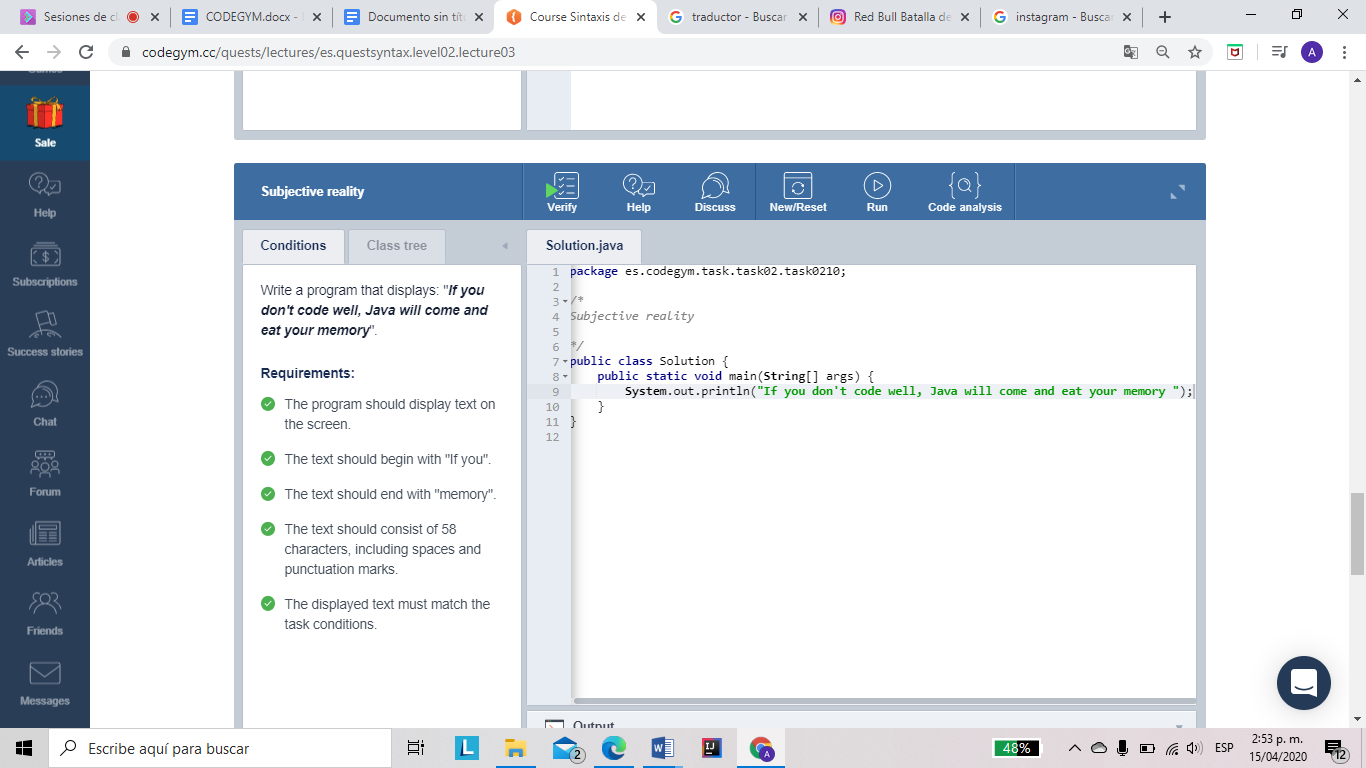 Sesiones de cl
CODEGYM.docx -
Documento sin títu
Course Sintaxis de
traductor - Buscar
Red Bull Batalla de
instagram - Buscar
codegym.cc/quests/lectures/es.questsyntax.level02.lecture03
A
Games
Sale
Help
Subscriptions
Success stories
Chat
Forum
Articles
Friends
Messages
Subjective reality
Verify
Help
Discuss
New/Reset
Run
Code analysis
Conditions
Class tree
Solution.java
Write a program that displays: "If you
don't code well, Java will come and
eat your memory".
Requirements:
The program should display text on
the screen.
The text should begin with "If you".
The text should end with "memory".
The text should consist of 58
characters, including spaces and
punctuation marks.
The displayed text must match the
task conditions.
1 package es.codegym.task.task02.task0210;
2
3 /*
4 Subjective reality
5
6 */
7 public class Solution {
8 public static void main(String[] args) {
9 System.out.println("If you don't code well, Java will come and eat your memory ");
10 }
11 }
12
Output
Escribe aquí para buscar
L
2
W
IJ
A
48%
ESP
2:53 p. m.
15/04/2020
12